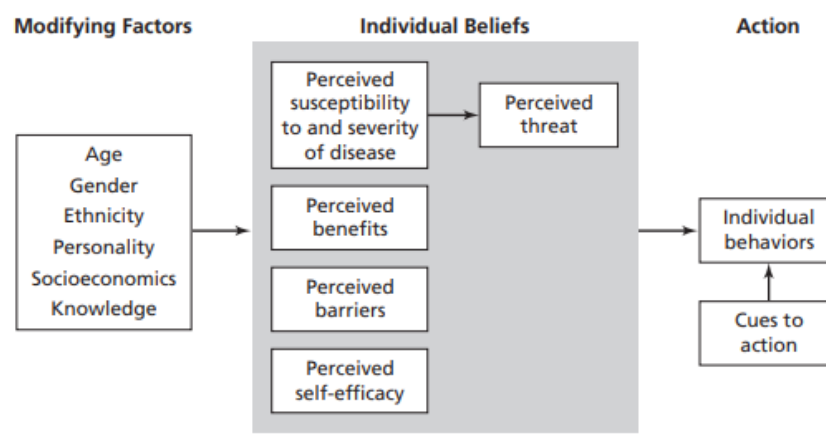 Modifying Factors
Individual Beliefs
Action
Age
Gender
Ethnicity
Personality
Socioeconomics
Knowledge
Perceived
susceptibility
to and severity
of disease
Perceived
threat
Perceived
benefits
Perceived
barriers
Perceived
self-efficacy
Individual
behaviors
Cues to
action